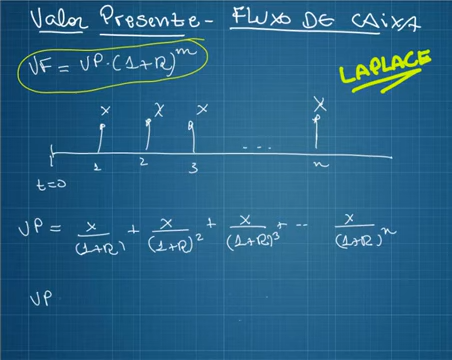 Valor Presente - FLUXO DE CAIXA
VF = VP · (1+R)^m
LAPLACE
X X X X
1 2 3 ... n
t=0
VP = X/(1+R) + X/(1+R)^2 + X/(1+R)^3 + -- X/(1+R)^n
VP